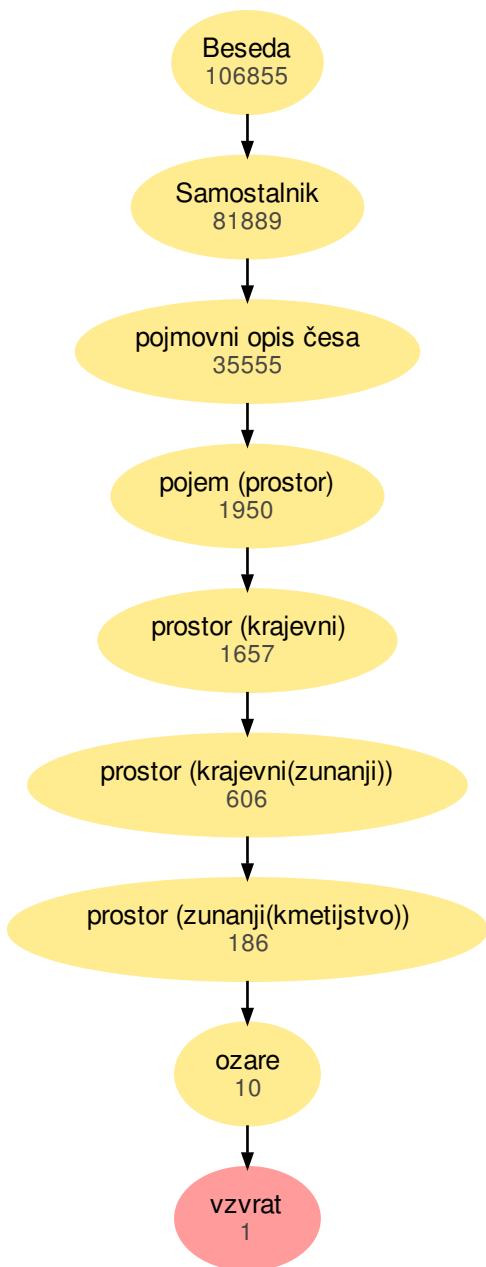 Beseda
106855
Samostalnik
81889
pojmovni opis česa
35555
pojem (prostor)
1950
prostor (krajevni)
1657
prostor (krajevni(zunanji))
606
prostor (zunanji(kmetijstvo))
186
ozare
10
vzvrat
1